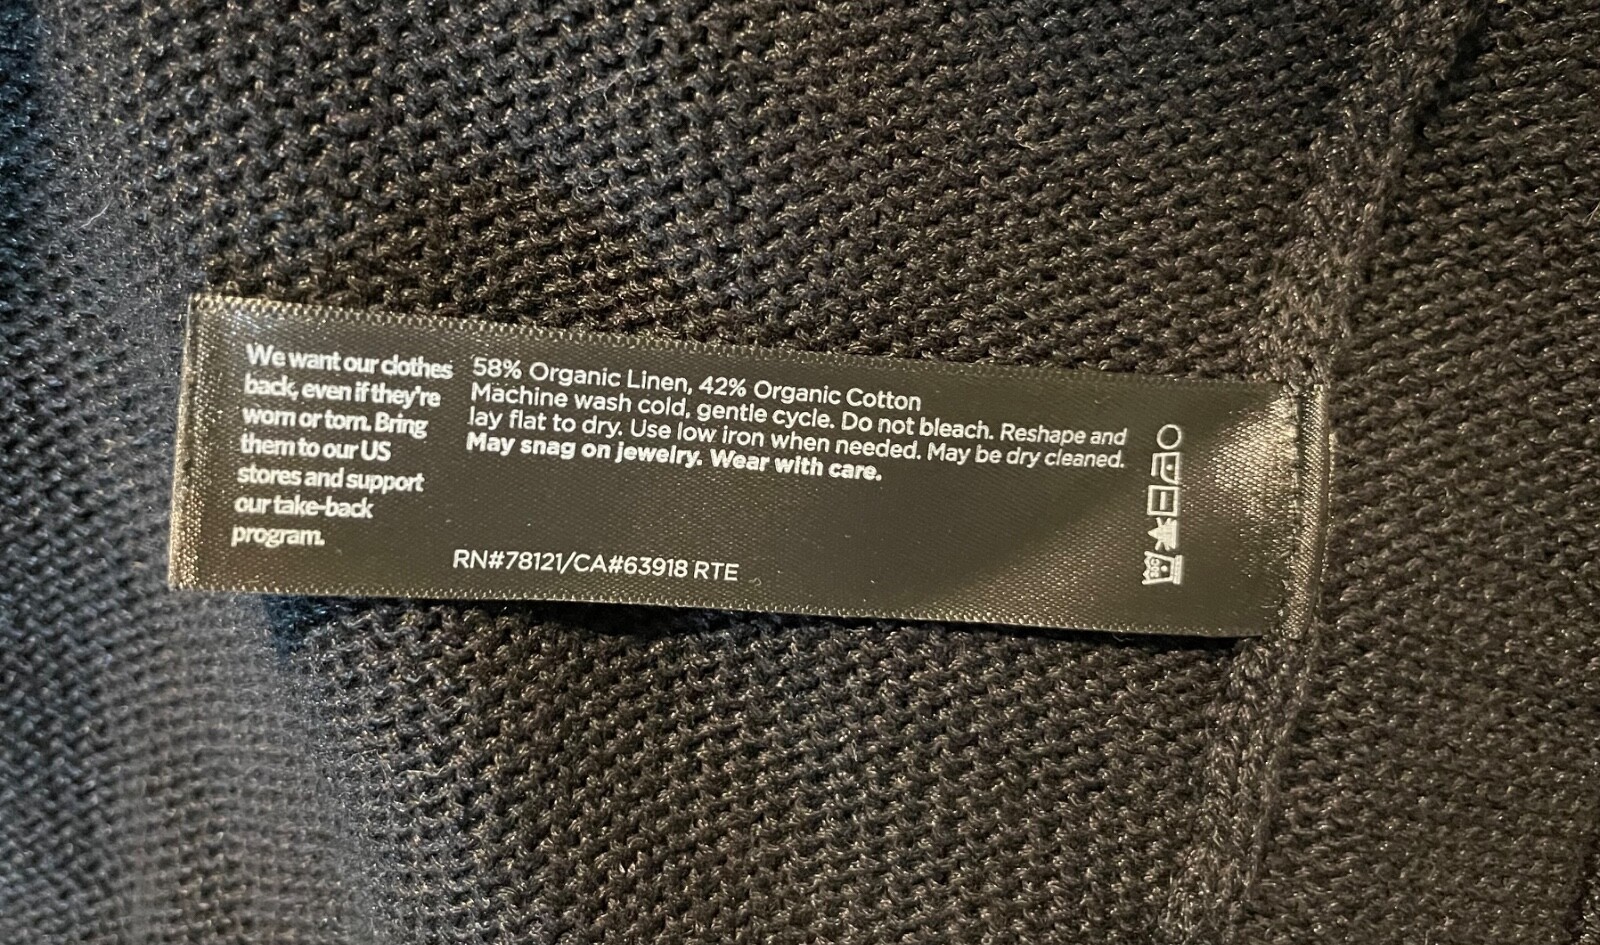 We want our clothes
back, even if they're
worn or torn. Bring
them to our US
stores and support
our take-back
program.
58% Organic Linen, 42% Organic Cotton
Machine wash cold, gentle cycle. Do not bleach. Reshape and
lay flat to dry. Use low iron when needed. May be dry cleaned.
May snag on jewelry. Wear with care.
RN#78121/CA#63918 RTE
30C